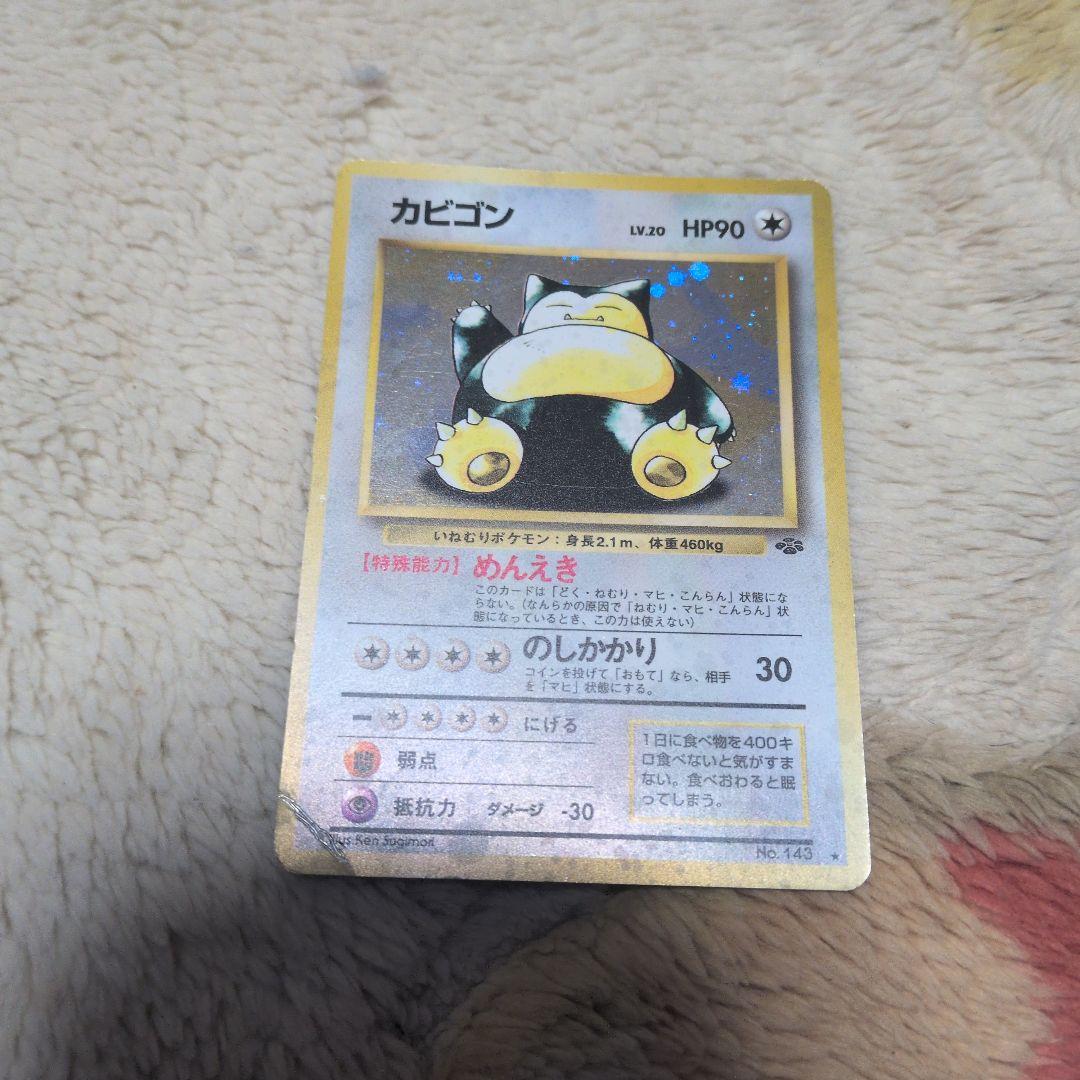 カビゴン LV.20 HP90
いねむりポケモン：身長2.1m、体重460kg
【特殊能力】めんえき
このカードは「どく・ねむり・マヒ・こんらん」状態にな
らない。(なんらかの原因で「ねむり・マヒ・こんらん」状
態になっているとき、この力は使えない)
のしかかり 30
コインを投げて「おもて」なら、相手
を「マヒ」状態にする。
にげる
弱点
抵抗力 ダメージ -30
1日に食べ物を400キ
ロ食べないと気がすま
ない。食べおわると眠
ってしまう。
Illus. Ken Sugimori
No. 143